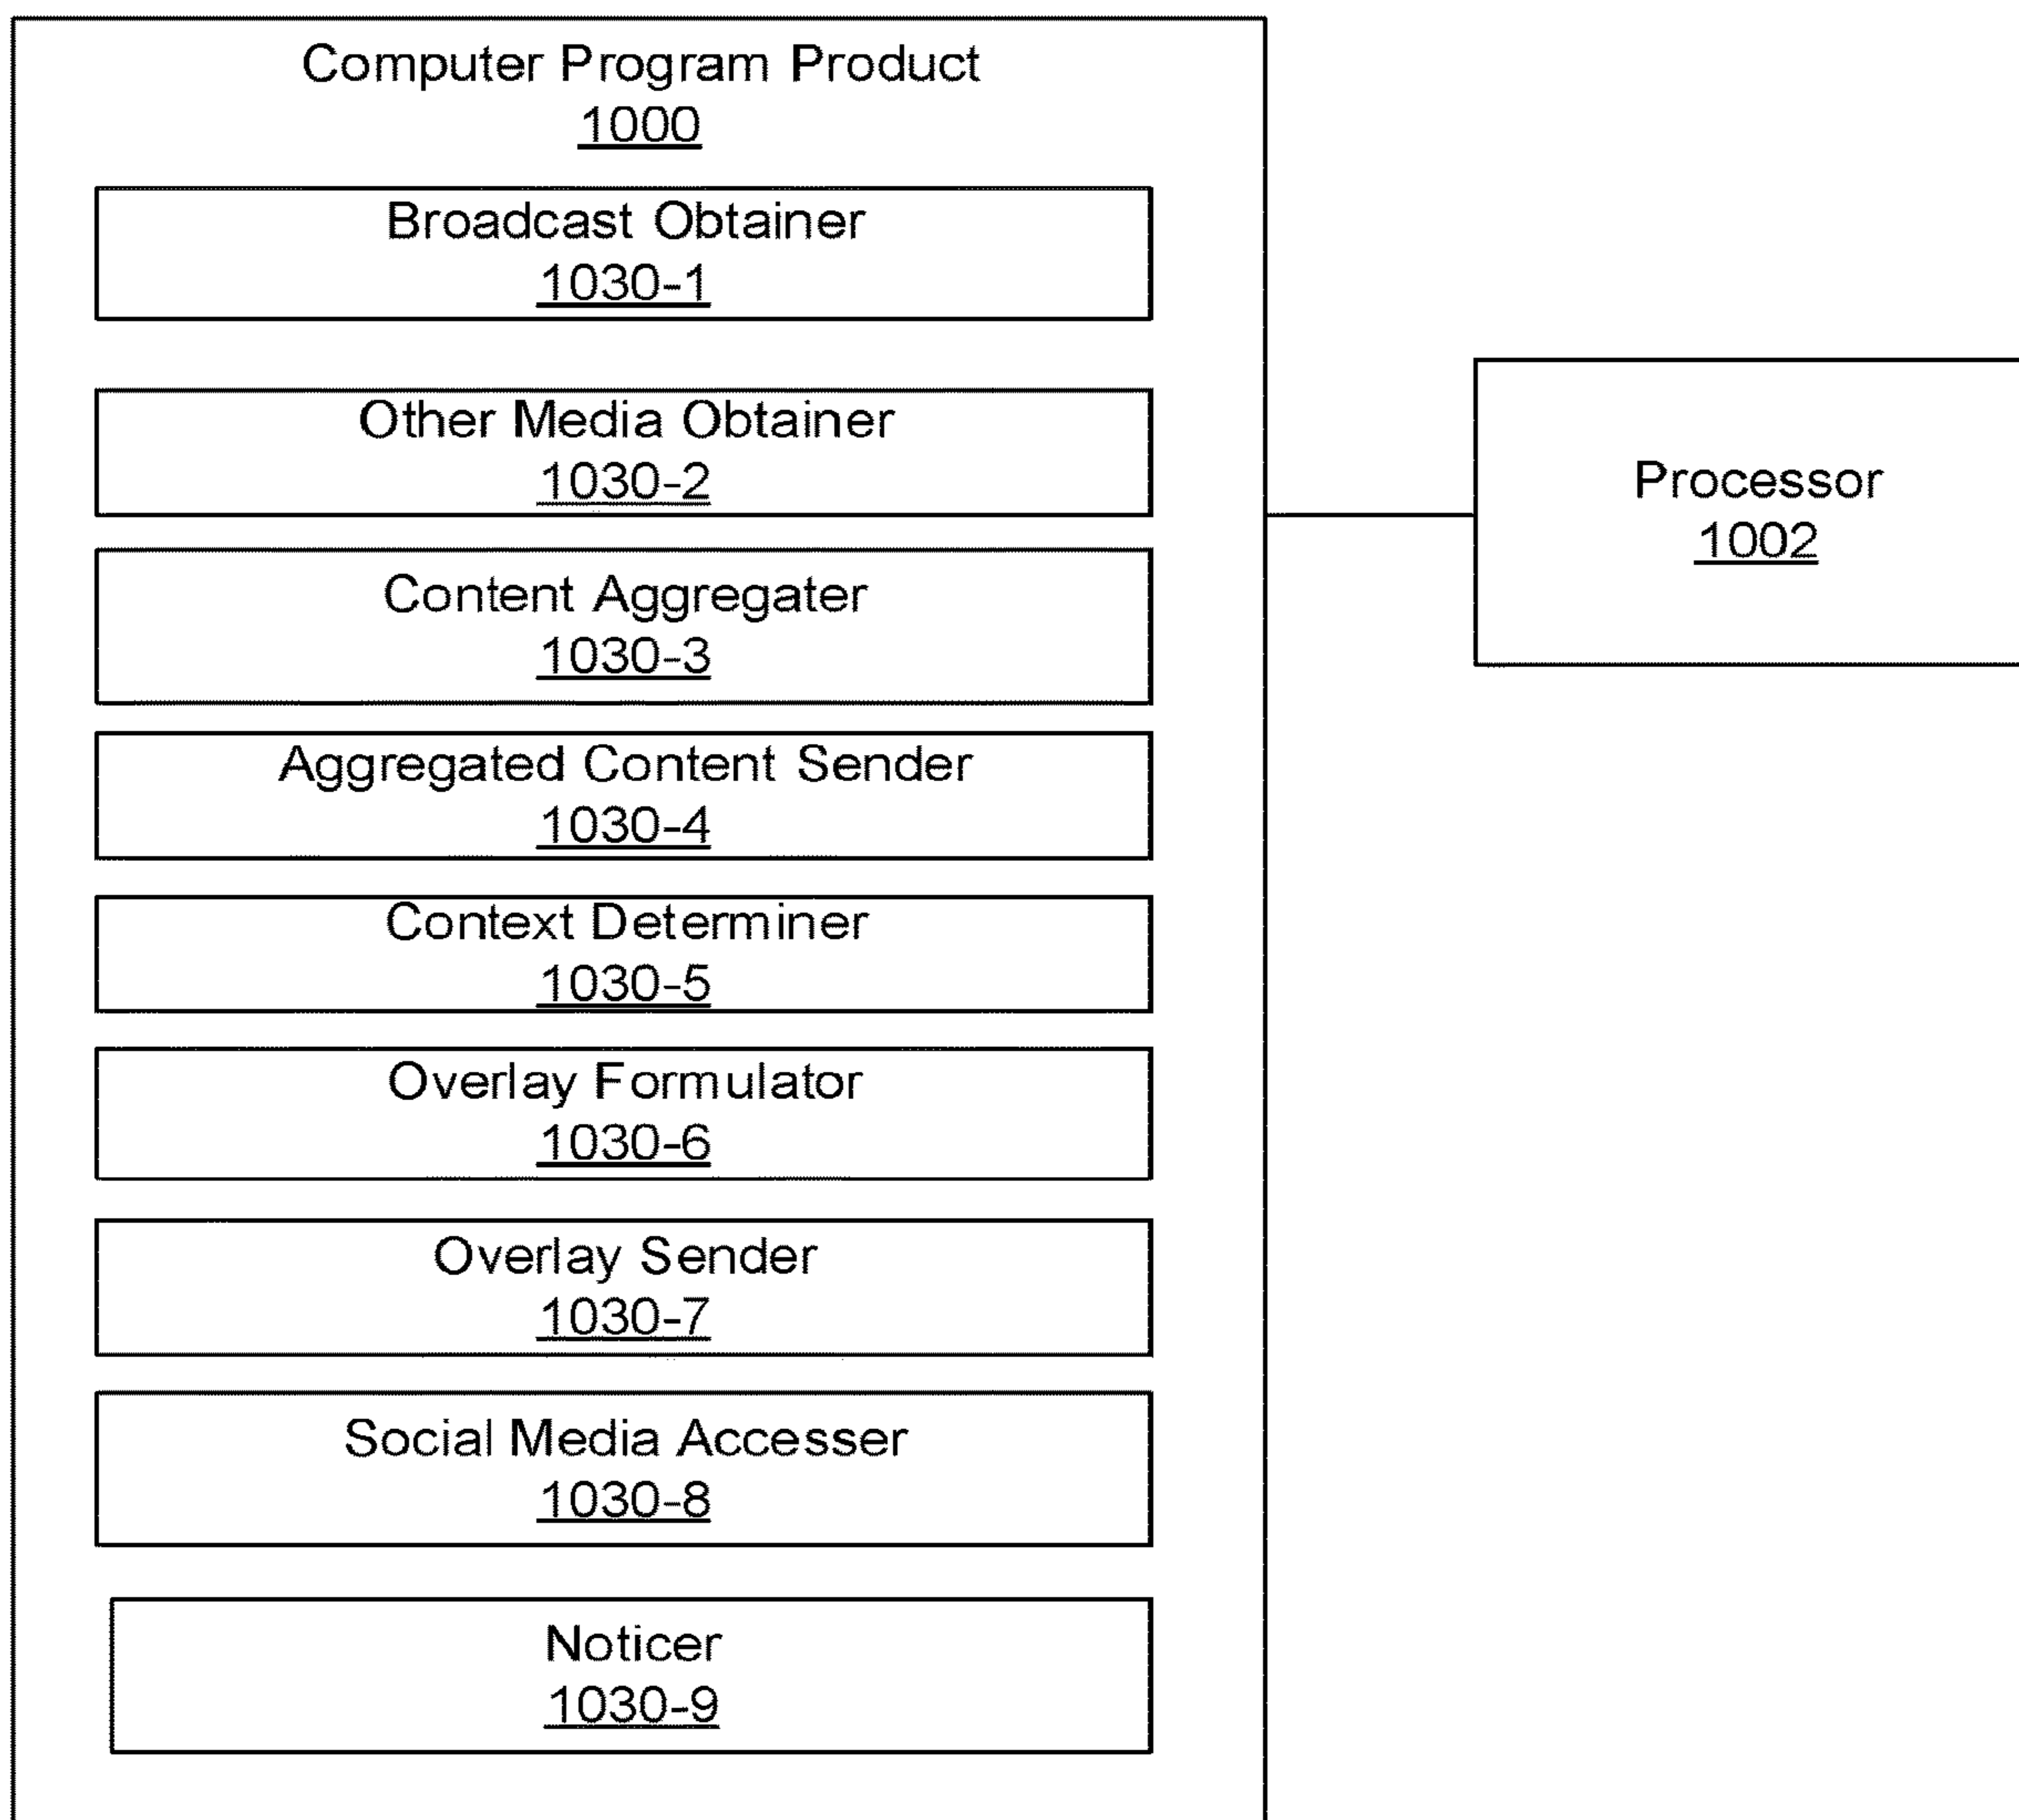 Computer Program Product
1000
Broadcast Obtainer
1030-1
Other Media Obtainer
1030-2
Content Aggregater
1030-3
Aggregated Content Sender
1030-4
Context Determiner
1030-5
Overlay Formulator
1030-6
Overlay Sender
1030-7
Social Media Accesser
1030-8
Noticer
1030-9
Processor
1002